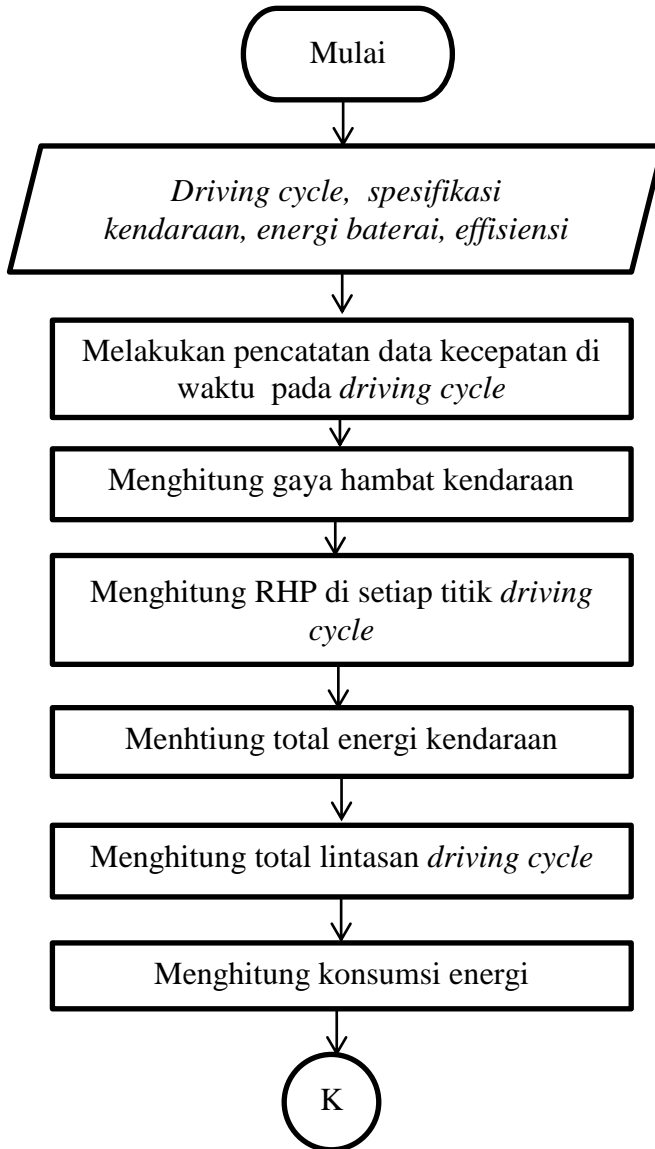 Mulai
Driving cycle, spesifikasi
kendaraan, energi baterai, effisiensi
Melakukan pencatatan data kecepatan di
waktu pada driving cycle
Menghitung gaya hambat kendaraan
Menghitung RHP di setiap titik driving
cycle
Menhtiung total energi kendaraan
Menghitung total lintasan driving cycle
Menghitung konsumsi energi
K